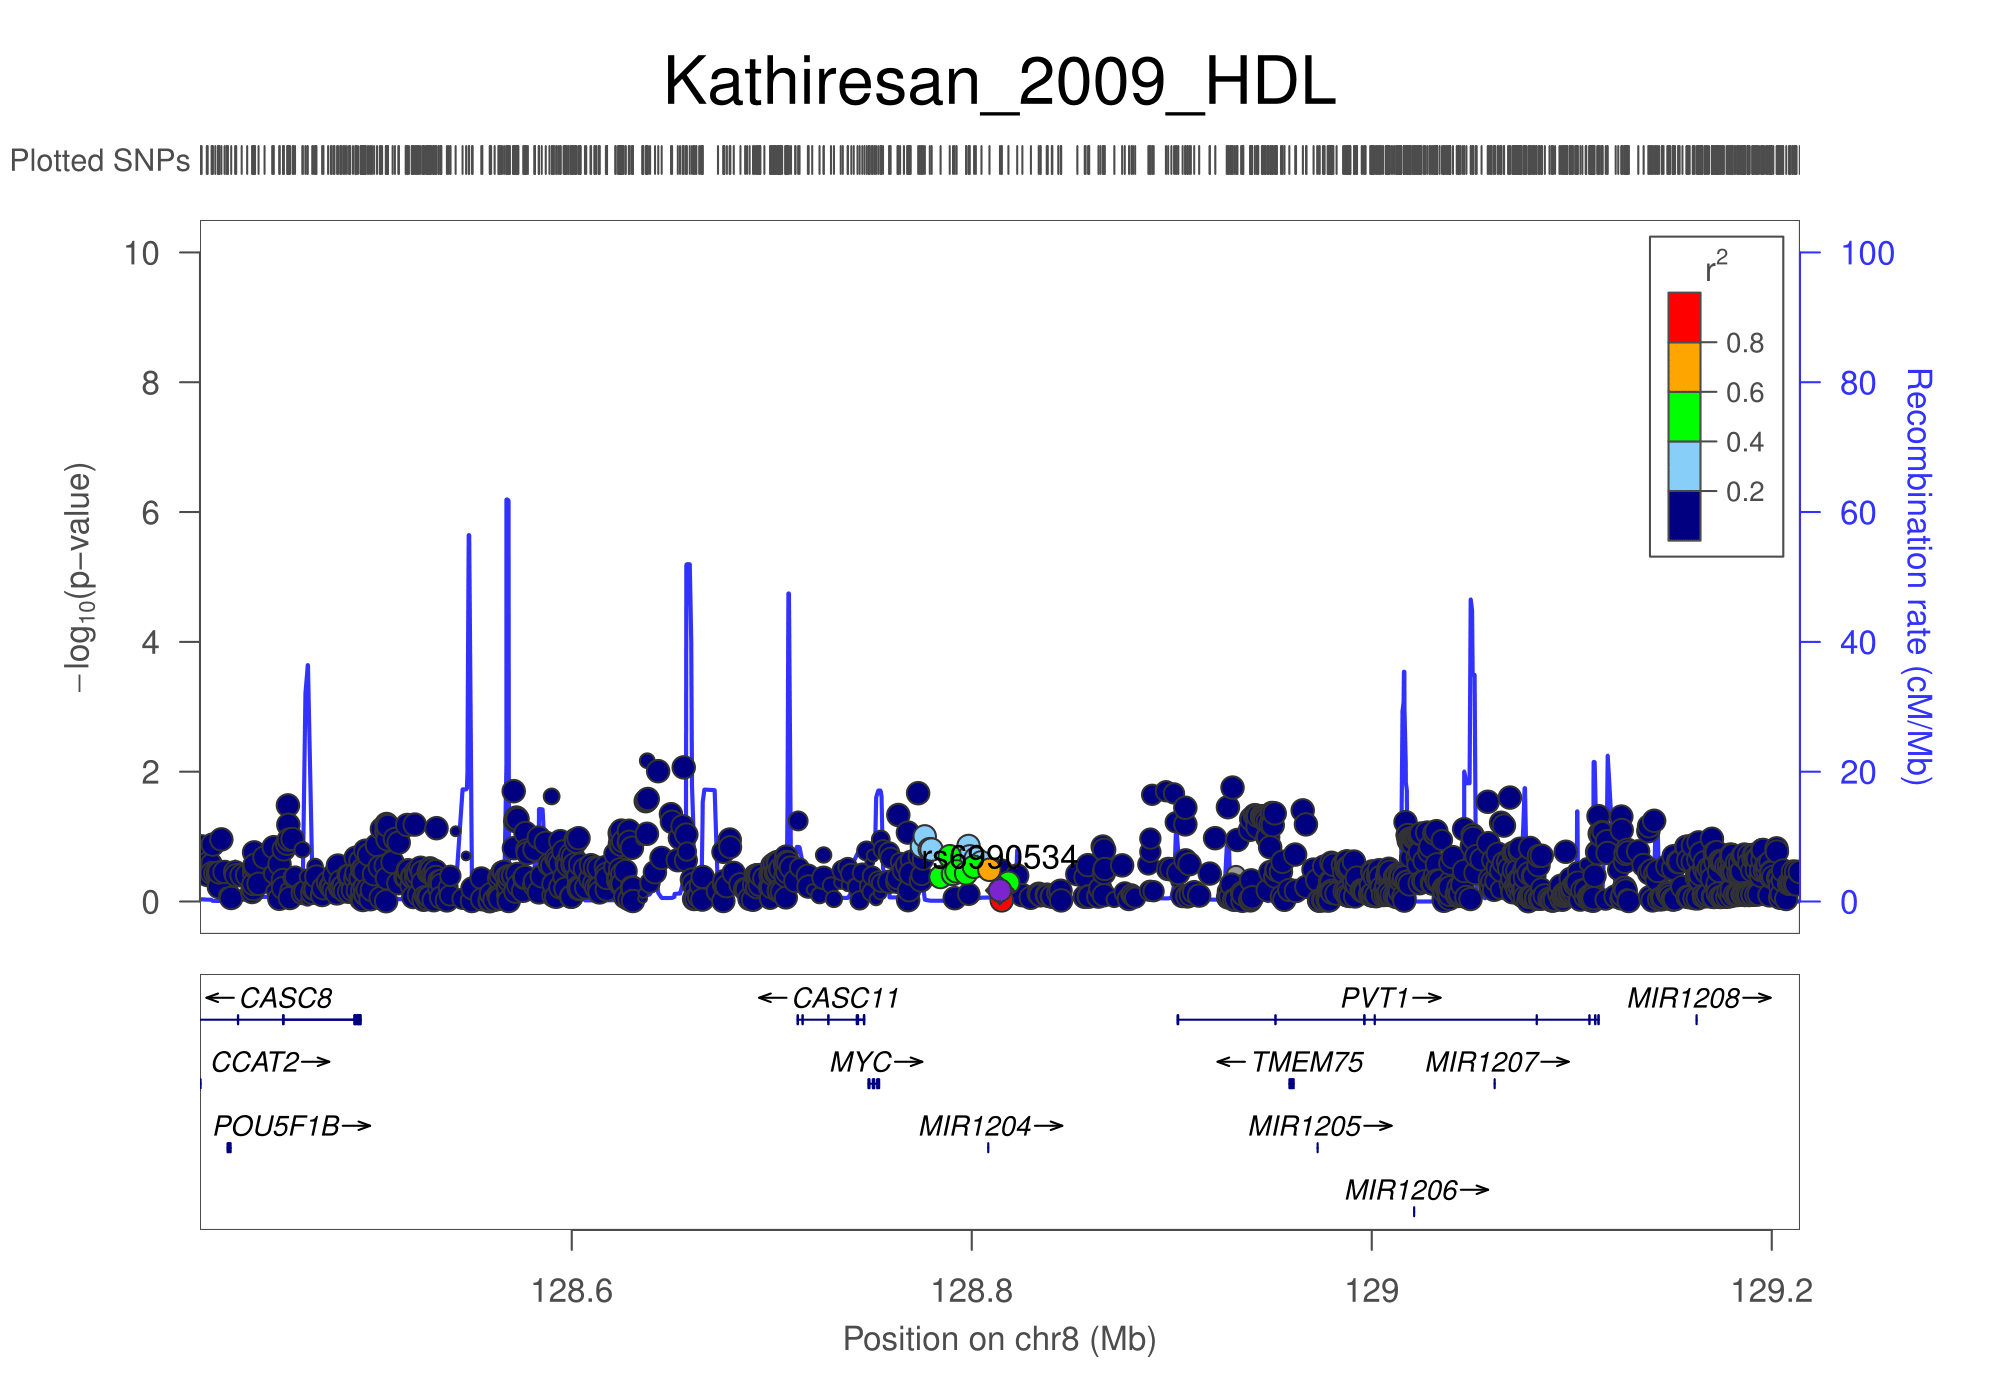 Kathiresan_2009_HDL
Plotted SNPs
10
8
6
4
2
0
−log10(p−value)
100
80
60
40
20
0
Recombination rate (cM/Mb)
r2
0.8
0.6
0.4
0.2
rs6990534
←CASC8
←CASC11
PVT1→
MIR1208→
CCAT2→
MYC→
←TMEM75
MIR1207→
POU5F1B→
MIR1204→
MIR1205→
MIR1206→
128.6
128.8
129
129.2
Position on chr8 (Mb)